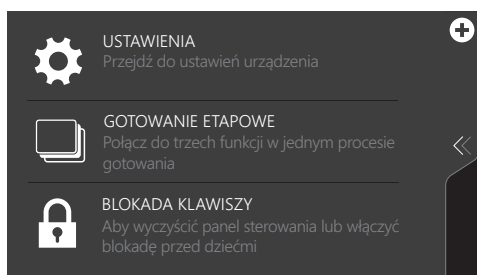 USTAWIENIA
Przejdź do ustawień urządzenia
GOTOWANIE ETAPOWE
Połącz do trzech funkcji w jednym procesie
gotowania
BLOKADA KLAWISZY
Aby wyczyścić panel sterowania lub włączyć
blokadę przed dziećmi